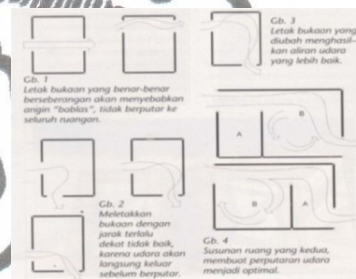 Gb. 1
Letak bukaan yang benar-benar
berseberangan akan menyebabkan
angin "bablas", tidak berputar ke
seluruh ruangan.
Gb. 3
Letak bukaan yang
diubah menghasil-
kan aliran udara
yang lebih baik.
A
B
Gb. 2
Meletakkan
bukaan dengan
jarak terlalu
dekat tidak baik,
karena udara akan
langsung keluar
sebelum berputar.
B
A
Gb. 4
Susunan ruang yang kedua,
membuat perputaran udara
menjadi optimal.